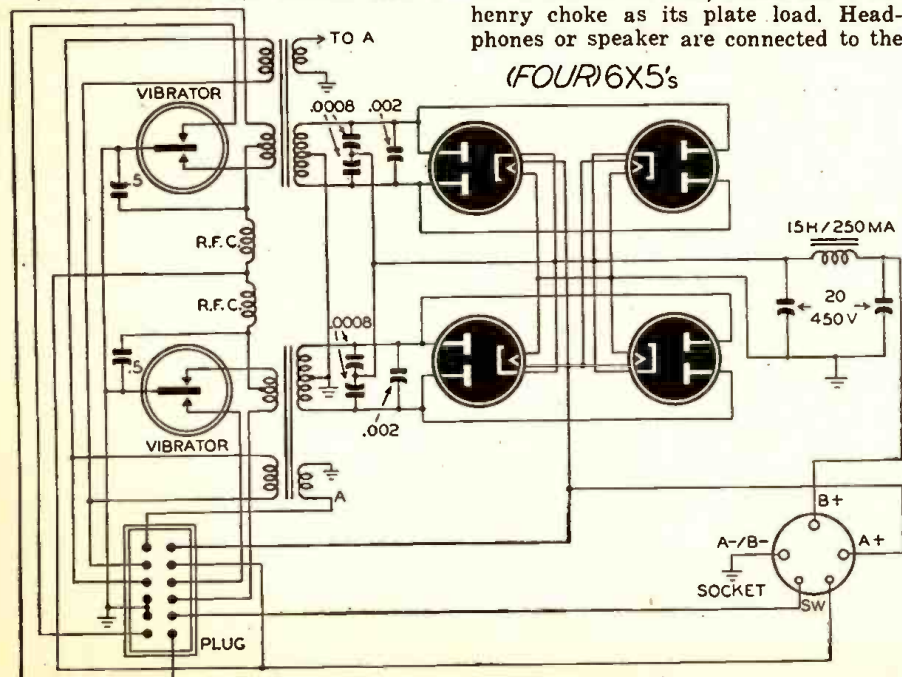 henry choke as its plate load. Head-
phones or speaker are connected to the
TO A
(FOUR) 6X5's
VIBRATOR
.0008
.002
.5
R.F.C.
15H/250MA
R.F.C.
20
450V
.0008
.5
.002
VIBRATOR
A
B+
A-/B-
A+
SOCKET
SW
PLUG